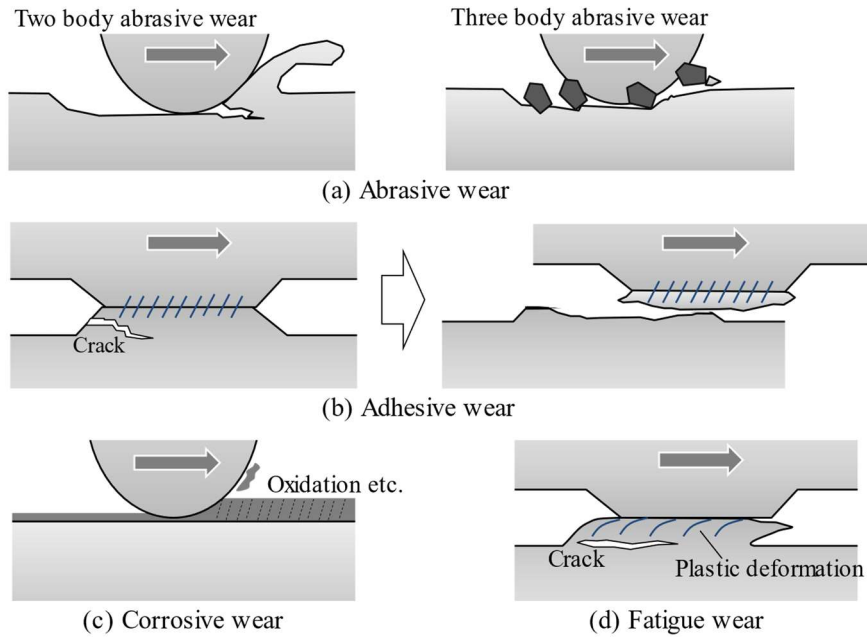 Two body abrasive wear
Three body abrasive wear
(a) Abrasive wear
Crack
(b) Adhesive wear
Oxidation etc.
Crack
Plastic deformation
(c) Corrosive wear
(d) Fatigue wear